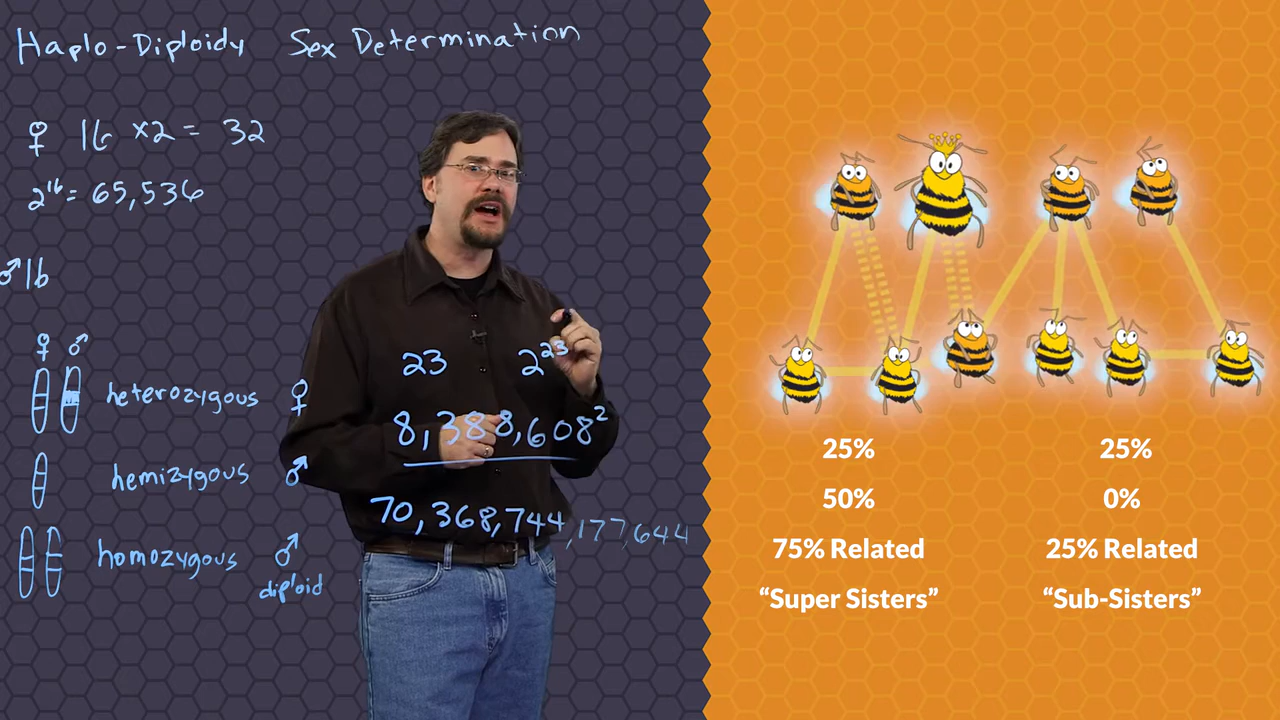 Haplo-Diploidy Sex Determination
♀ 16 ×2 = 32
2¹⁶ = 65,536
♂ 16
♀ ♂
heterozygous ♀
hemizygous ♂
homozygous ♂
diploid
23 2²³
8,388,608²
70,368,744,177,644
25%
50%
75% Related
“Super Sisters”
25%
0%
25% Related
“Sub-Sisters”